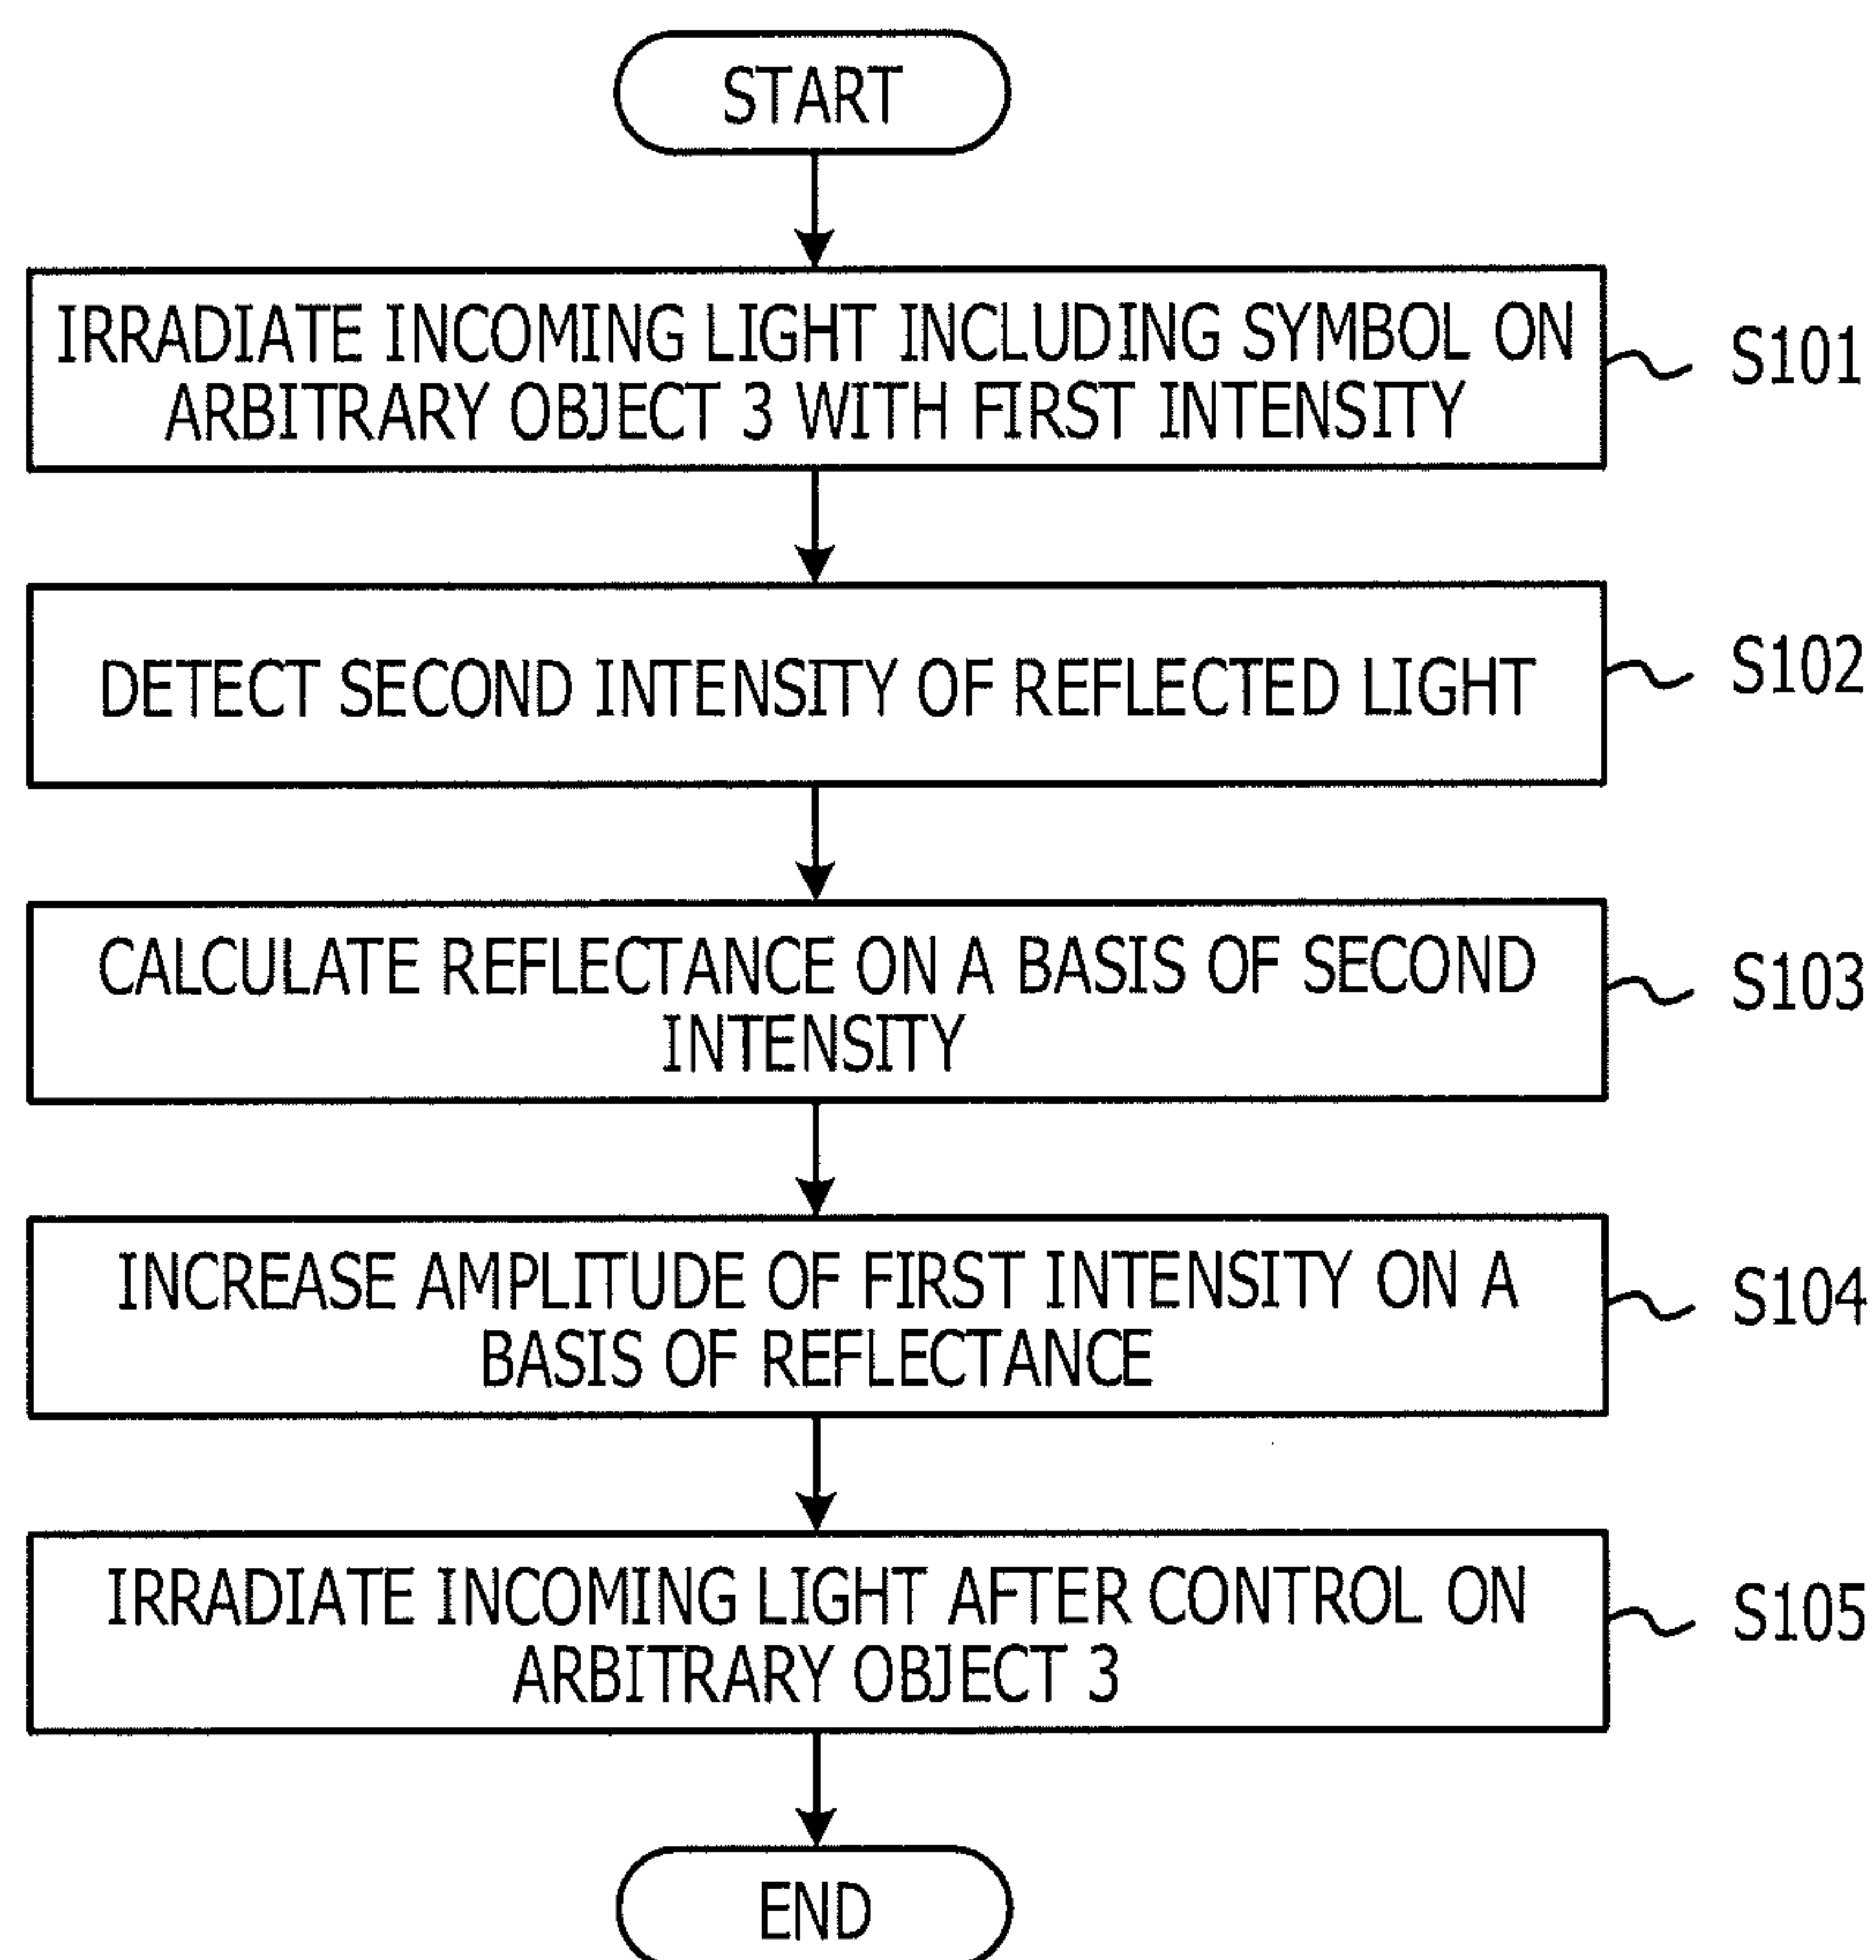 START
IRRADIATE INCOMING LIGHT INCLUDING SYMBOL ON
ARBITRARY OBJECT 3 WITH FIRST INTENSITY
S101
DETECT SECOND INTENSITY OF REFLECTED LIGHT
S102
CALCULATE REFLECTANCE ON A BASIS OF SECOND
INTENSITY
S103
INCREASE AMPLITUDE OF FIRST INTENSITY ON A
BASIS OF REFLECTANCE
S104
IRRADIATE INCOMING LIGHT AFTER CONTROL ON
ARBITRARY OBJECT 3
S105
END